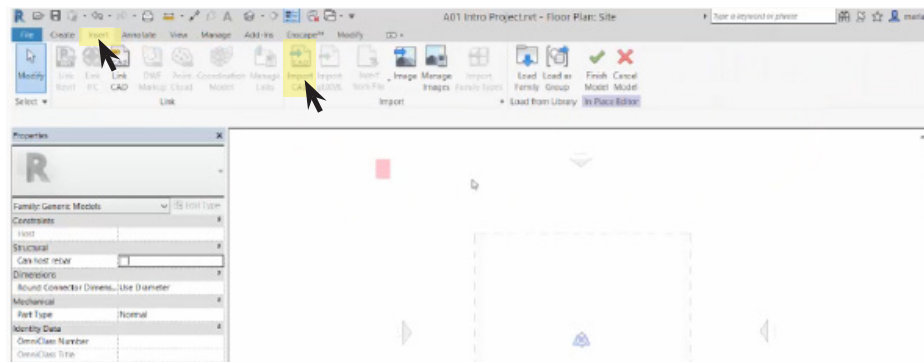 A01 Intro Project.rvt - Floor Plan: Site
Type a keyword or phrase
File Create Insert Annotate View Manage Add-Ins Enscape™ Modify
Modify Link Revit Link IFC Link CAD DWF Markup Point Cloud Coordination Model Manage Links Import CAD Import Image Manage Images Import Family Types Load Family Load as Group Finish Model Cancel Model
Select Link Import Load from Library In-Place Editor
Properties
R
Family: Generic Models Edit Type
Constraints
Host
Structural
Can host rebar
Dimensions
Round Connector Dimens... Use Diameter
Mechanical
Part Type Normal
Identity Data
OmniClass Number
OmniClass Title